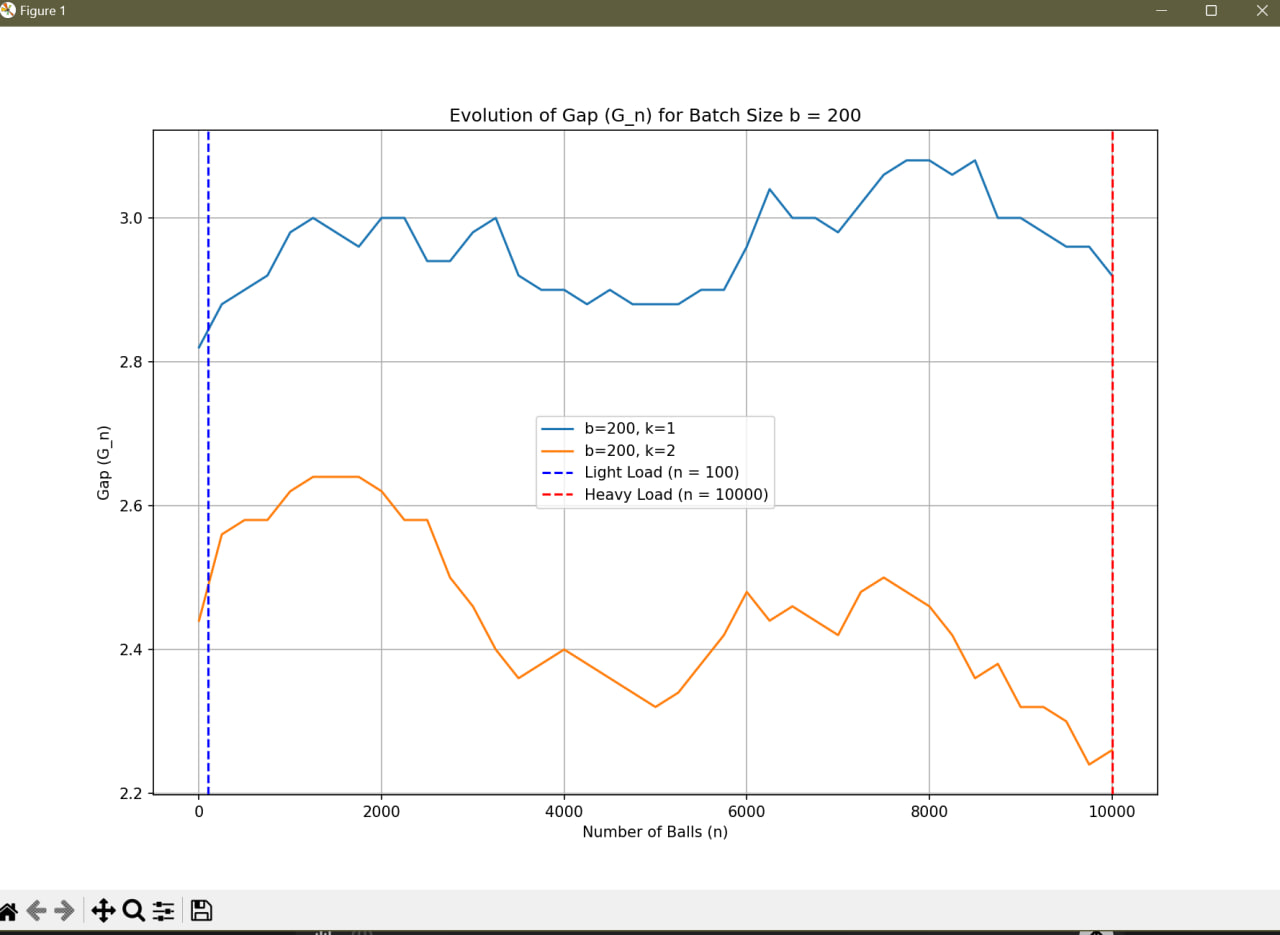 Figure 1
Evolution of Gap (G_n) for Batch Size b = 200
3.0
2.8
2.6
2.4
2.2
Gap (G_n)
b=200, k=1
b=200, k=2
Light Load (n = 100)
Heavy Load (n = 10000)
0 2000 4000 6000 8000 10000
Number of Balls (n)